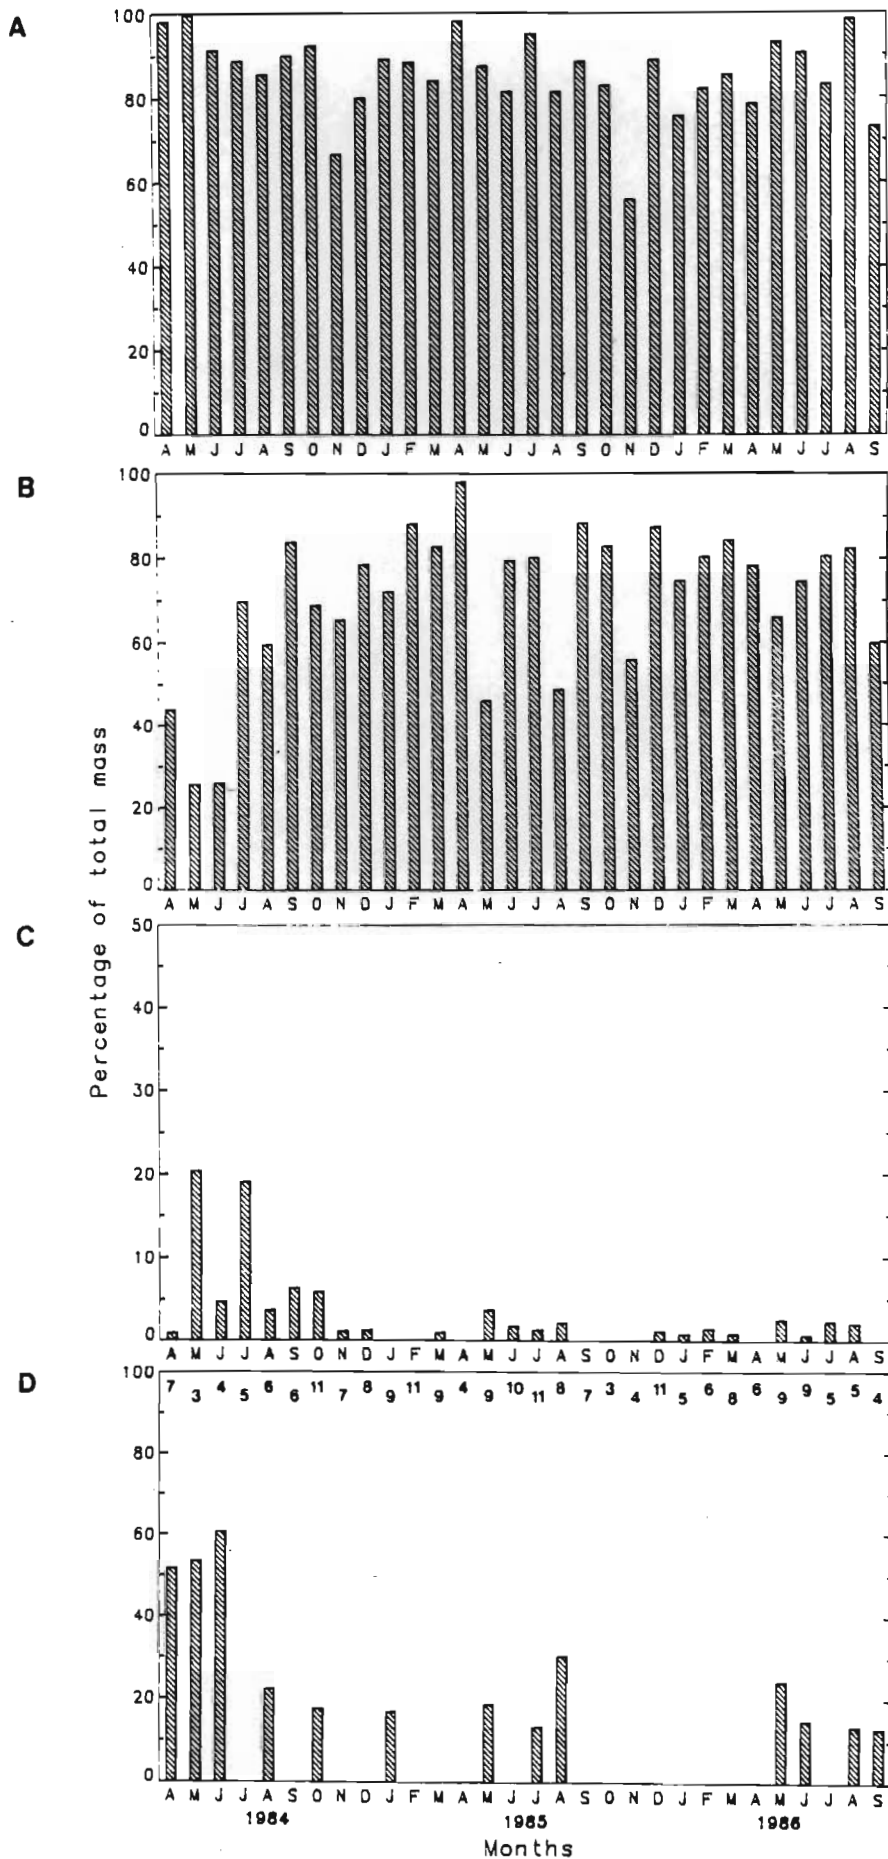 A
100
80
60
40
20
0
A M J J A S O N D J F M A M J J A S O N D J F M A M J J A S
B
100
80
60
40
20
0
A M J J A S O N D J F M A M J J A S O N D J F M A M J J A S
Percentage of total mass
C
50
40
30
20
10
0
A M J J A S O N D J F M A M J J A S O N D J F M A M J J A S
D
100
7 3 4 5 6 6 11 7 8 9 11 9 4 9 10 11 8 7 3 4 11 5 6 8 6 9 9 5 5 4
80
60
40
20
0
A M J J A S O N D J F M A M J J A S O N D J F M A M J J A S
1984 1985 1986
Months